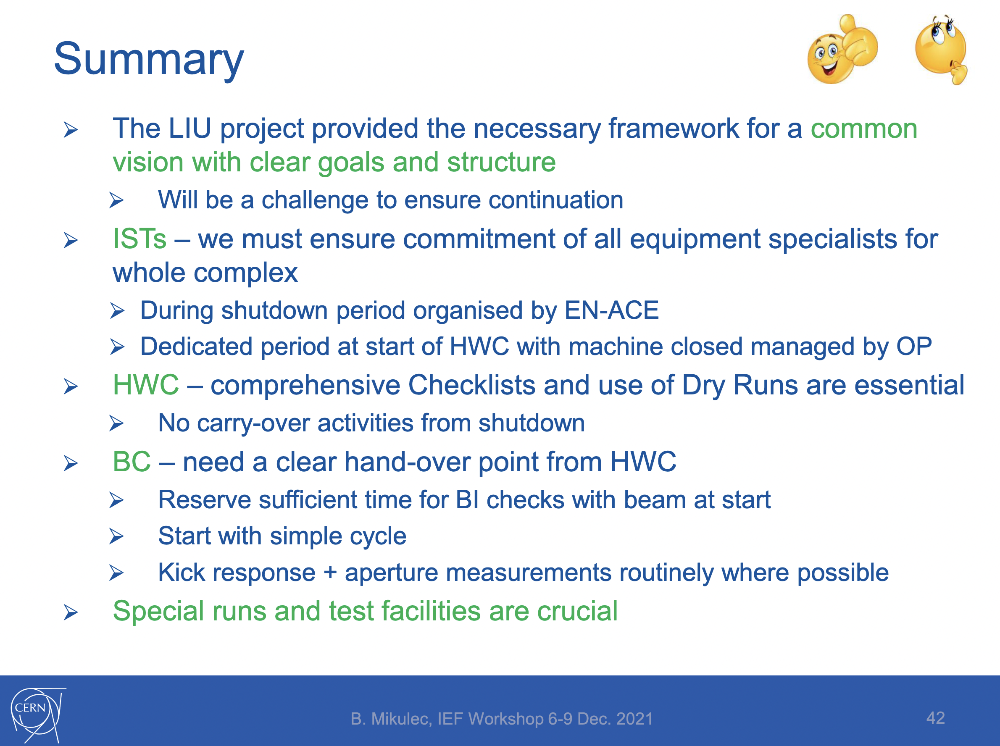 Summary
The LIU project provided the necessary framework for a common
vision with clear goals and structure
Will be a challenge to ensure continuation
ISTs – we must ensure commitment of all equipment specialists for
whole complex
During shutdown period organised by EN-ACE
Dedicated period at start of HWC with machine closed managed by OP
HWC – comprehensive Checklists and use of Dry Runs are essential
No carry-over activities from shutdown
BC – need a clear hand-over point from HWC
Reserve sufficient time for BI checks with beam at start
Start with simple cycle
Kick response + aperture measurements routinely where possible
Special runs and test facilities are crucial
CERN
B. Mikulec, IEF Workshop 6-9 Dec. 2021
42